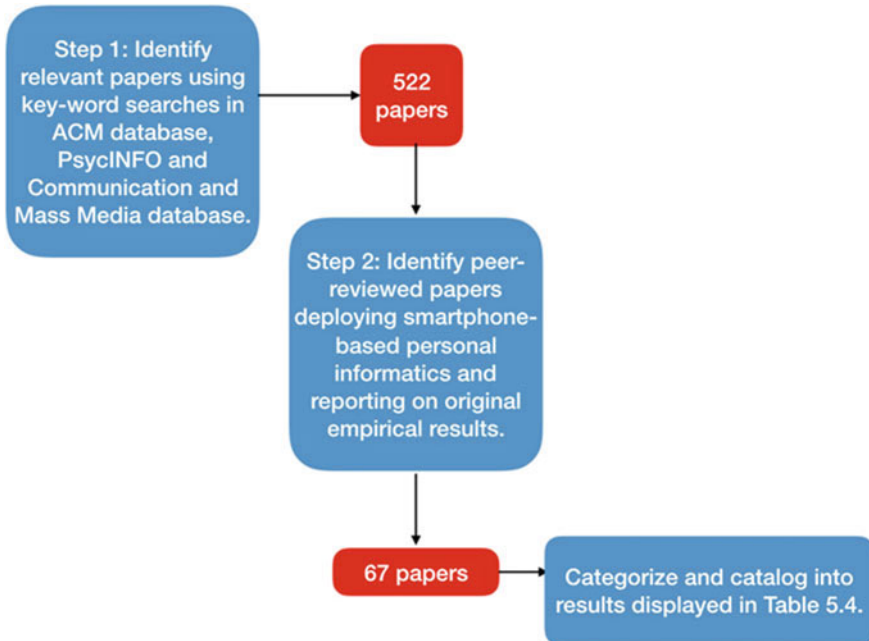 Step 1: Identify
relevant papers using
key-word searches in
ACM database,
PsycINFO and
Communication and
Mass Media database.
522
papers
Step 2: Identify peer-
reviewed papers
deploying smartphone-
based personal
informatics and
reporting on original
empirical results.
67 papers
Categorize and catalog into
results displayed in Table 5.4.